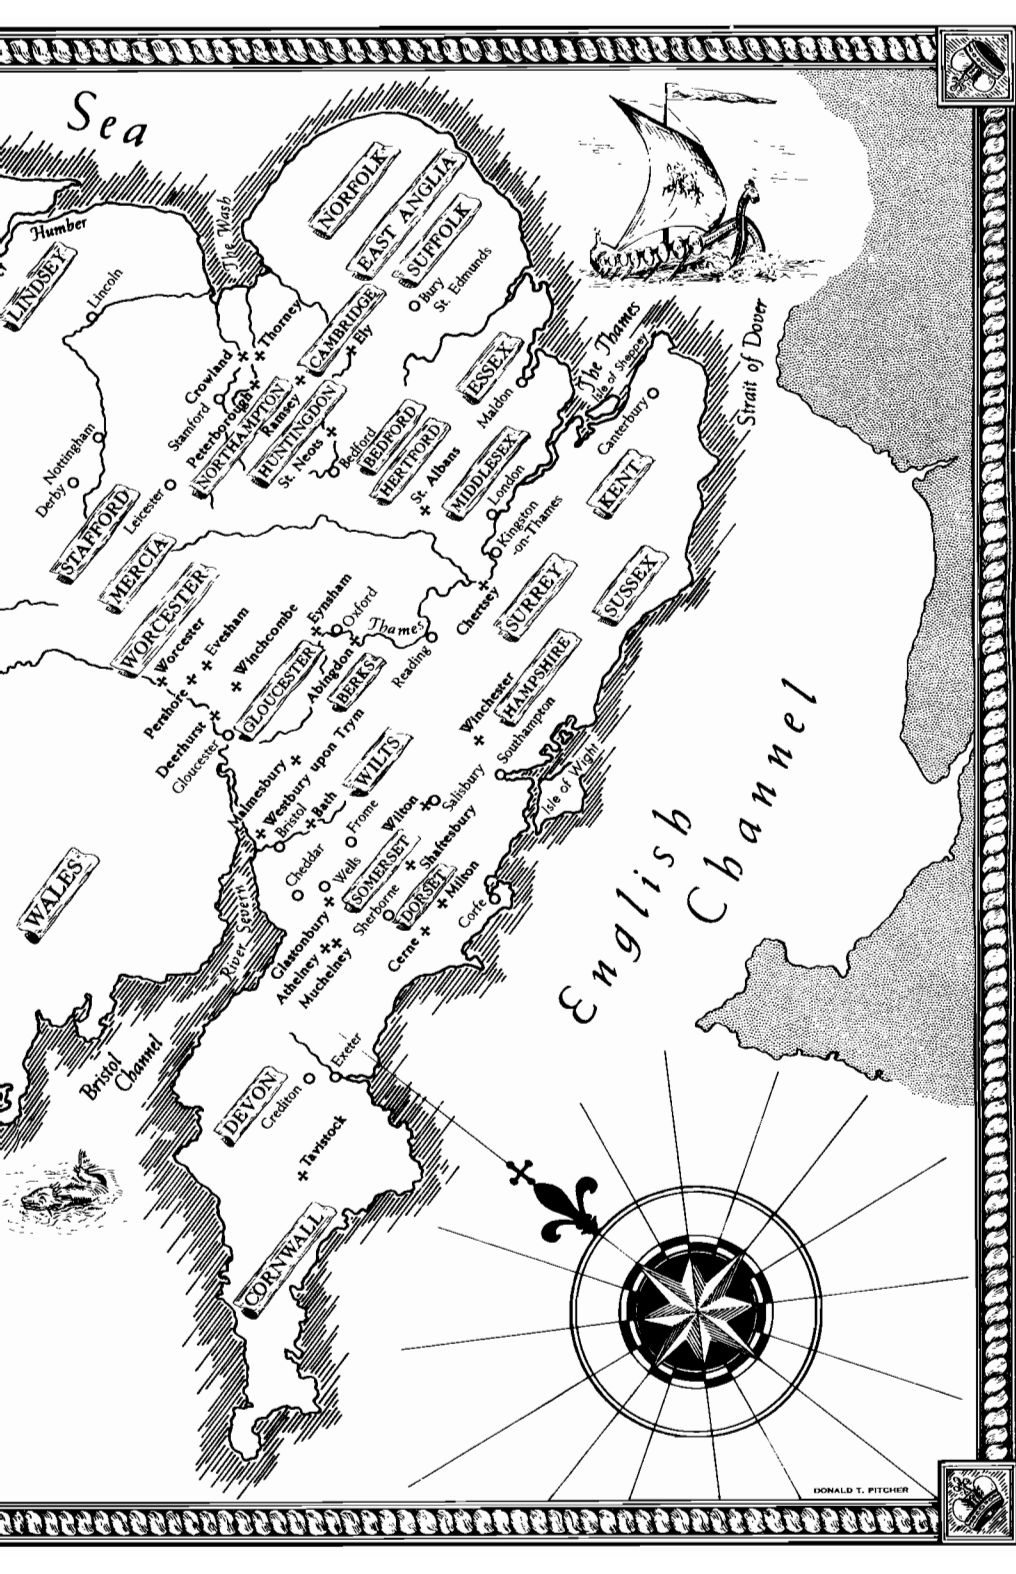 Sea
Humber
The Wash
LINDSEY
Lincoln
NORFOLK
EAST ANGLIA
SUFFOLK
Bury
St. Edmunds
Thorney
CAMBRIDGE
Ely
Crowland
Stamford
Peterborough
NORTHAMPTON
Ramsey
HUNTINGDON
St. Neots
Bedford
BEDFORD
HERTFORD
St. Albans
ESSEX
Maldon
MIDDLESEX
London
Kingston
-on-Thames
The Thames
Isle of Sheppey
Canterbury
Strait of Dover
KENT
Nottingham
Derby
Leicester
STAFFORD
MERCIA
WORCESTER
Worcester
Evesham
Winchcombe
Eynsham
Oxford
Thames
Chertsey
SURREY
SUSSEX
Pershore
Deerhurst
Gloucester
GLOUCESTER
Abingdon
BERKS.
Reading
Winchester
HAMPSHIRE
Southampton
Isle of Wight
Malmesbury
Westbury upon Trym
Bristol
Bath
WILTS
Frome
Wilton
Salisbury
Cheddar
Wells
SOMERSET
Shaftesbury
Sherborne
DORSET
Milton
Corfe
Cerne
Glastonbury
Athelney
Muchelney
River Severn
WALES
Bristol
Channel
English
Channel
DEVON
Crediton
Exeter
Tavistock
CORNWALL
DONALD T. PITCHER